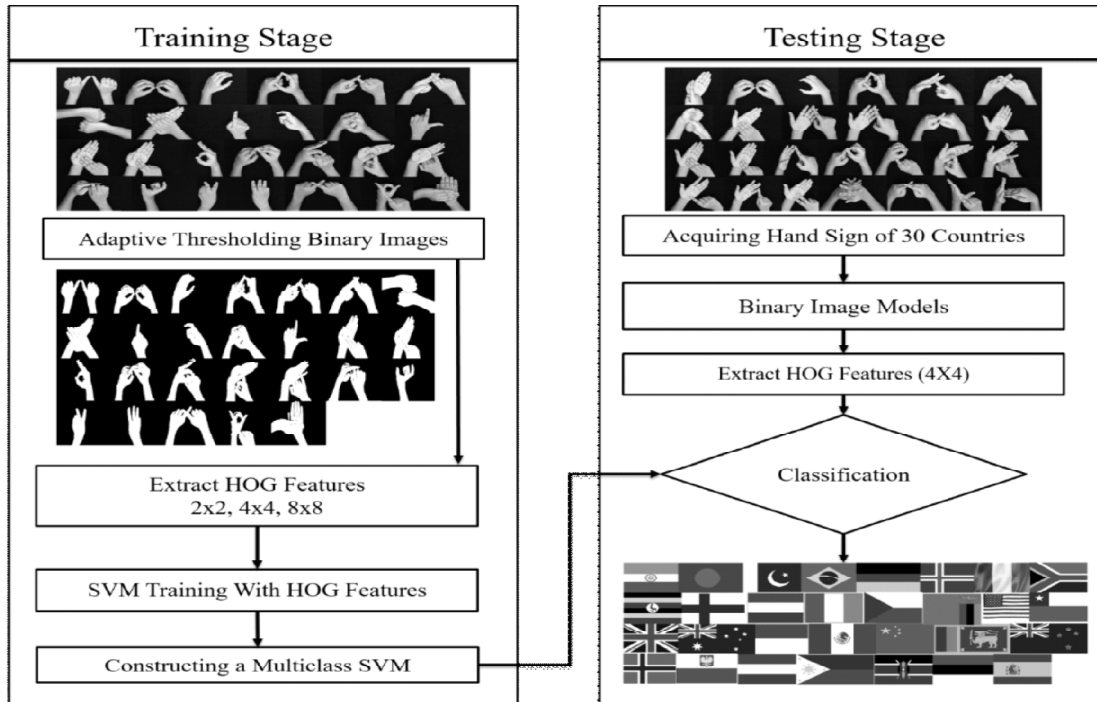 Training Stage
Adaptive Thresholding Binary Images
Extract HOG Features
2x2, 4x4, 8x8
SVM Training With HOG Features
Constructing a Multiclass SVM
Testing Stage
Acquiring Hand Sign of 30 Countries
Binary Image Models
Extract HOG Features (4X4)
Classification